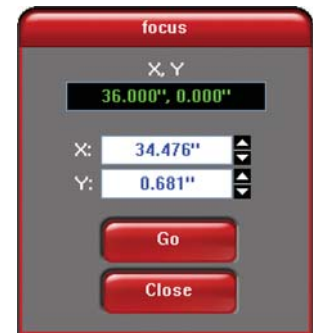 focus
X, Y
36.000", 0.000"
X: 34.476"
Y: 0.681"
Go
Close